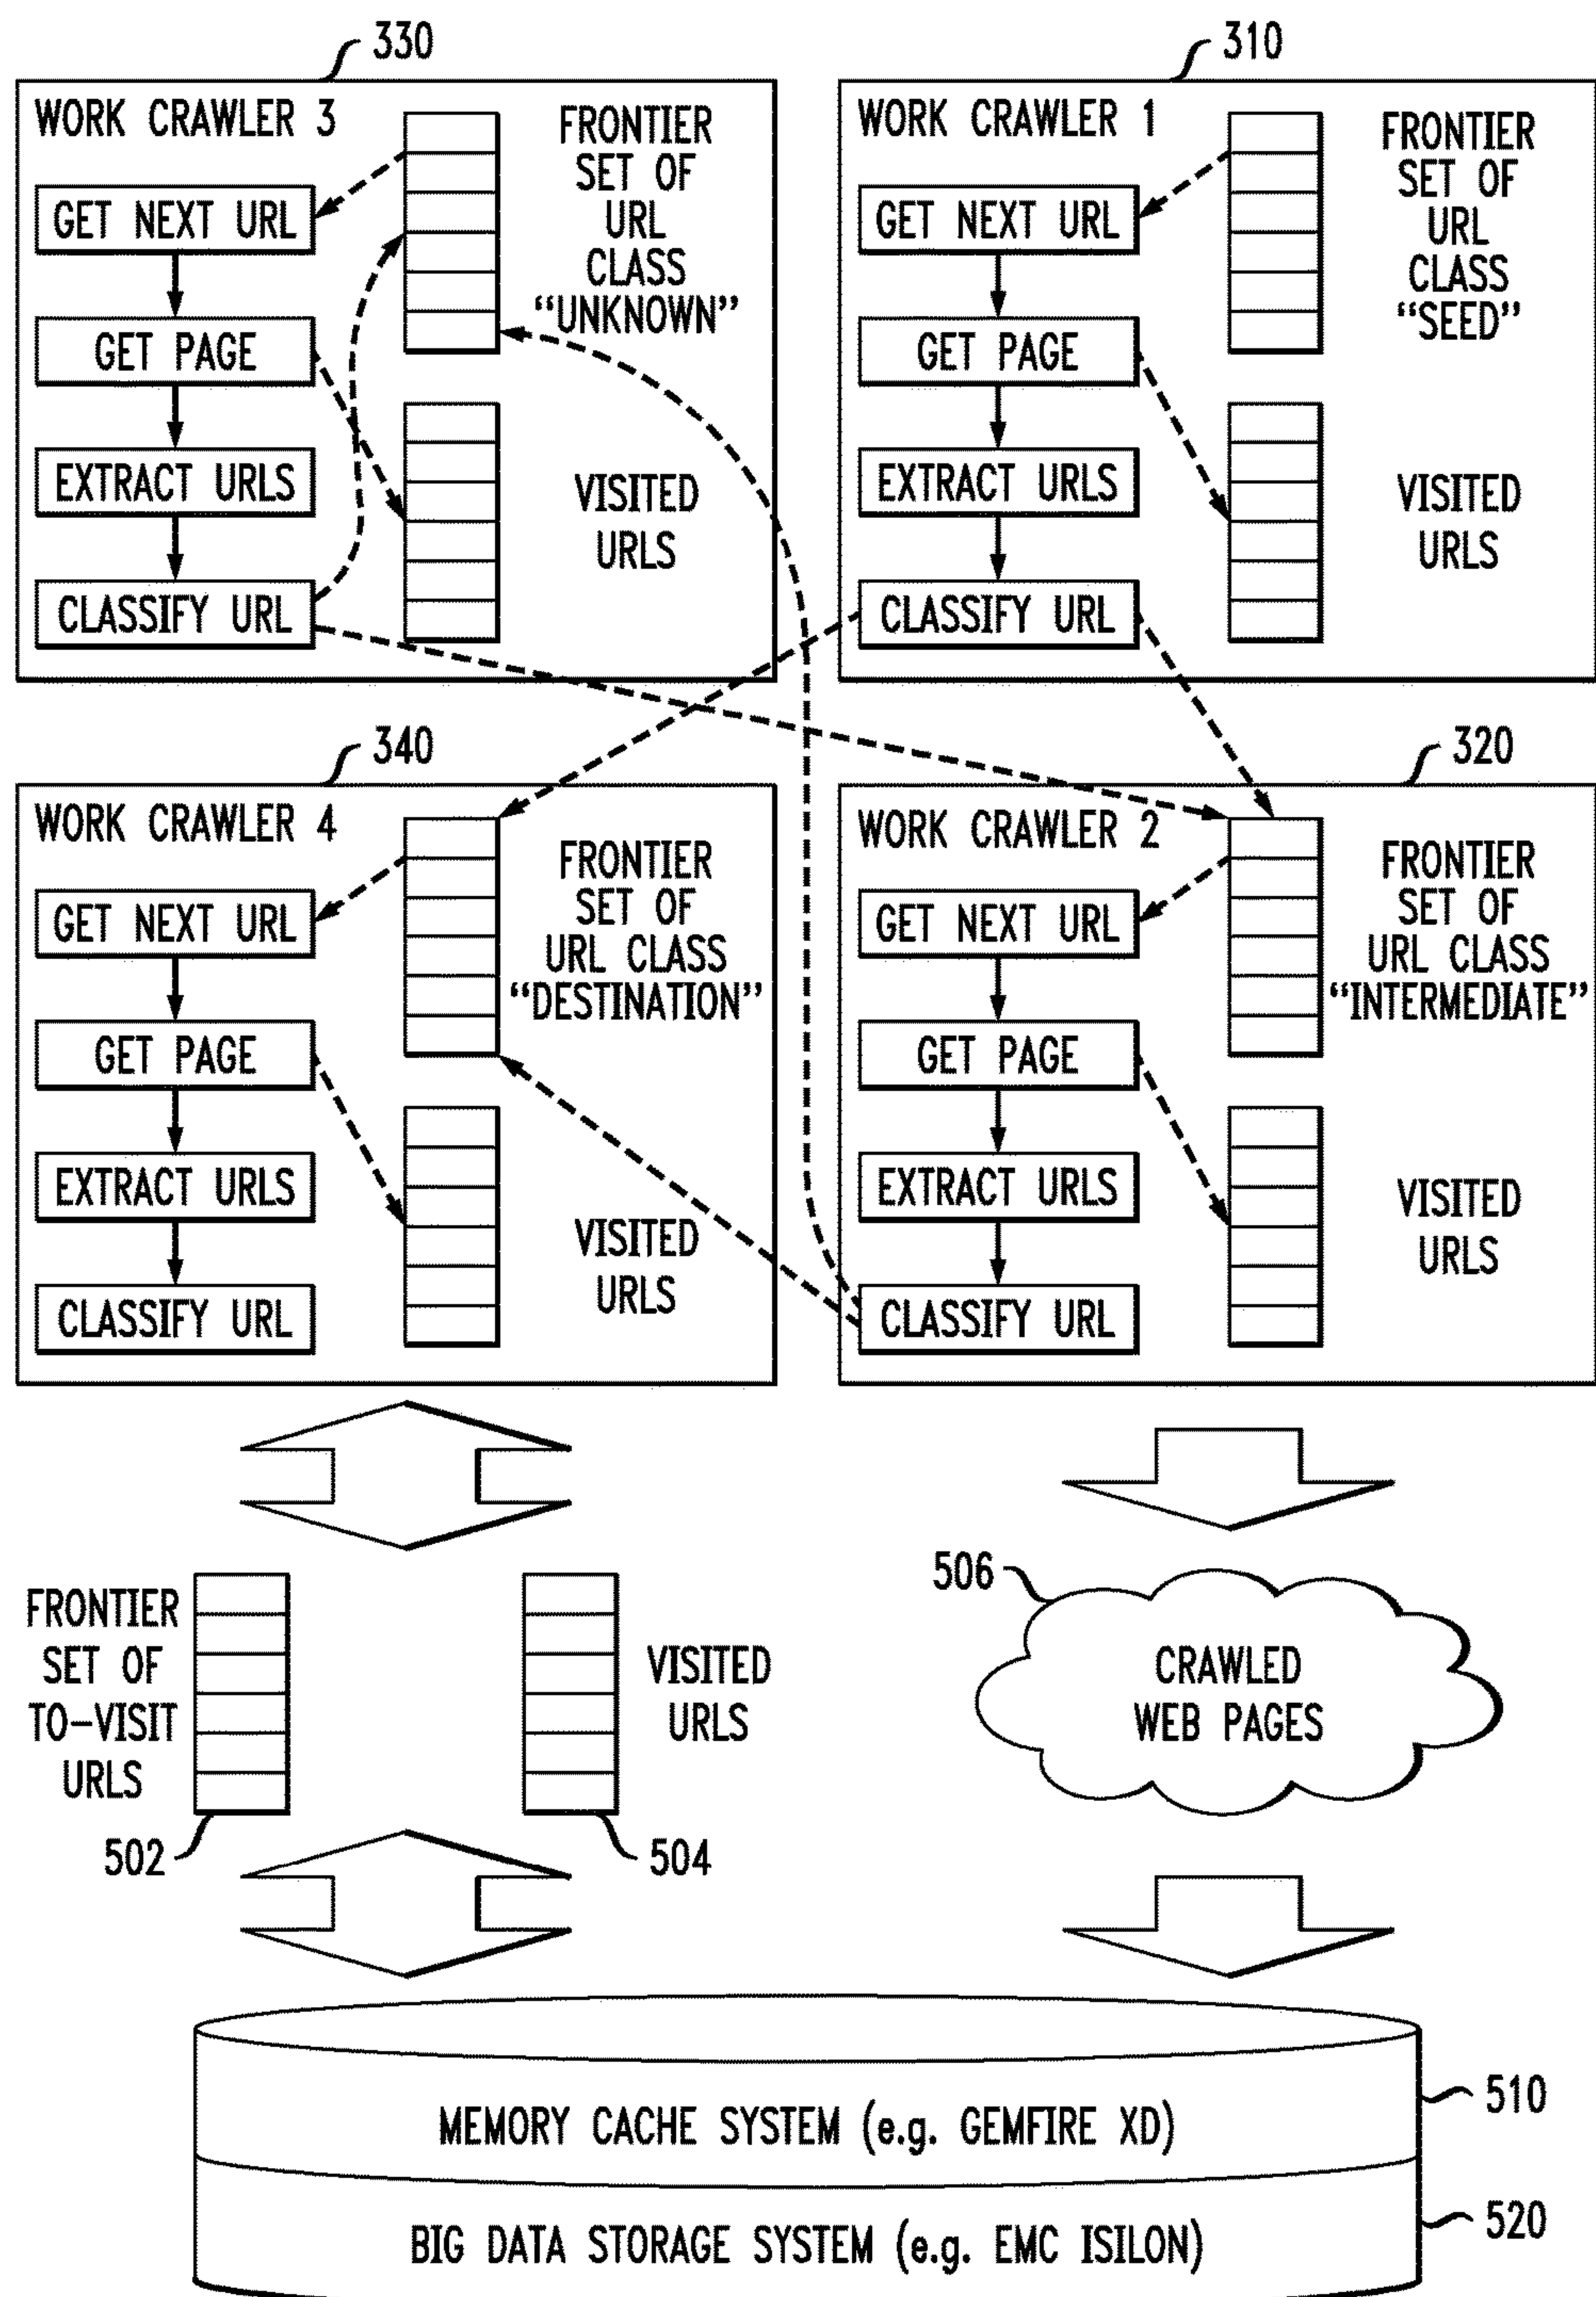 330
WORK CRAWLER 3
FRONTIER
SET OF
URL
CLASS
“UNKNOWN”
GET NEXT URL
GET PAGE
EXTRACT URLS
CLASSIFY URL
VISITED
URLS
310
WORK CRAWLER 1
FRONTIER
SET OF
URL
CLASS
“SEED”
GET NEXT URL
GET PAGE
EXTRACT URLS
CLASSIFY URL
VISITED
URLS
340
WORK CRAWLER 4
FRONTIER
SET OF
URL CLASS
“DESTINATION”
GET NEXT URL
GET PAGE
EXTRACT URLS
CLASSIFY URL
VISITED
URLS
320
WORK CRAWLER 2
FRONTIER
SET OF
URL CLASS
“INTERMEDIATE”
GET NEXT URL
GET PAGE
EXTRACT URLS
CLASSIFY URL
VISITED
URLS
FRONTIER
SET OF
TO-VISIT
URLS
502
VISITED
URLS
504
506
CRAWLED
WEB PAGES
MEMORY CACHE SYSTEM (e.g. GEMFIRE XD)
510
BIG DATA STORAGE SYSTEM (e.g. EMC ISILON)
520